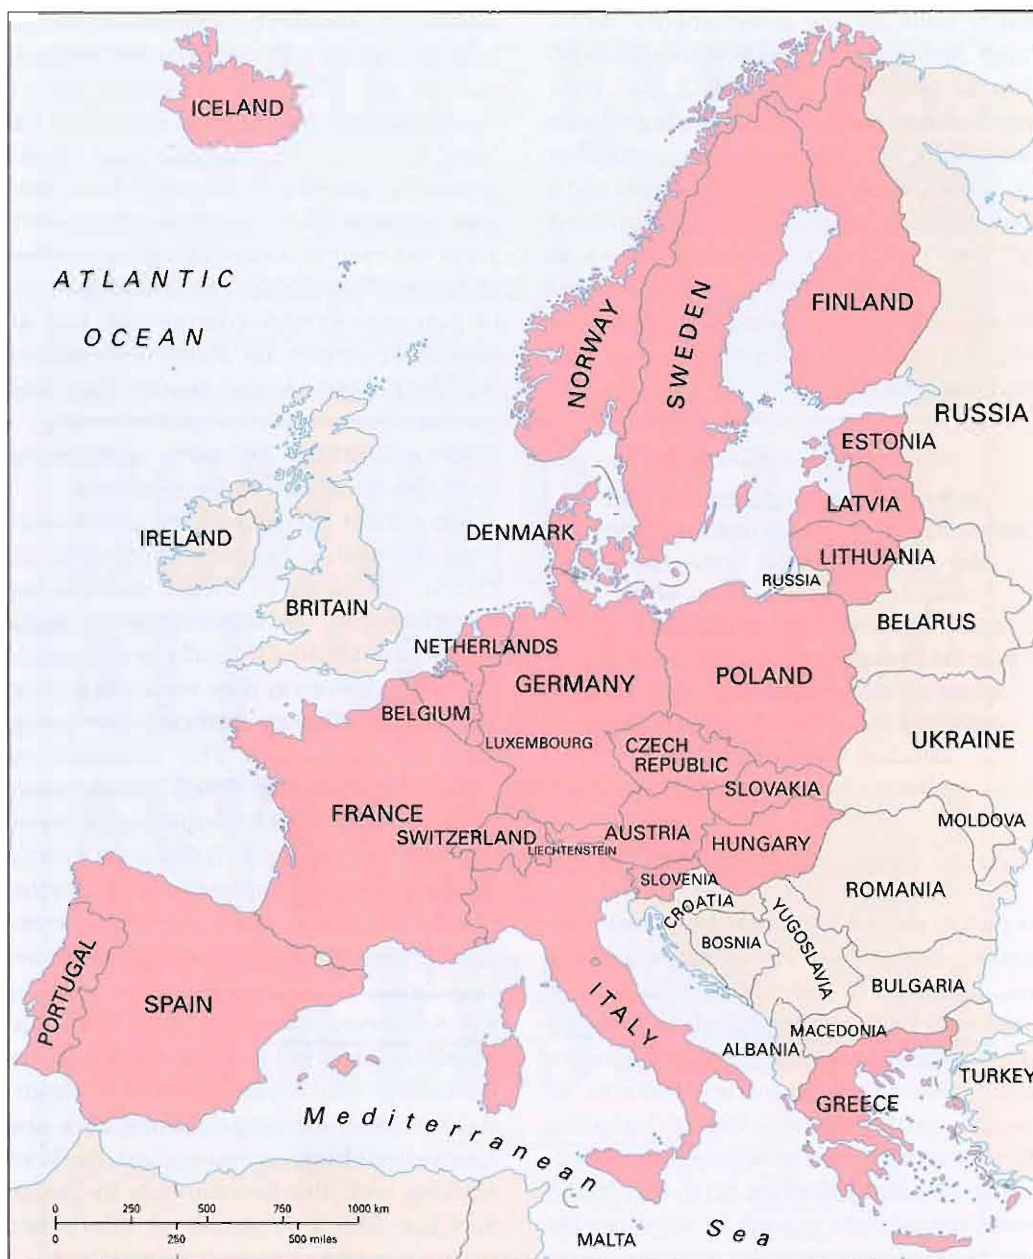 ICELAND
ATLANTIC
OCEAN
NORWAY
SWEDEN
FINLAND
RUSSIA
ESTONIA
LATVIA
LITHUANIA
RUSSIA
BELARUS
DENMARK
IRELAND
BRITAIN
NETHERLANDS
GERMANY
POLAND
BELGIUM
LUXEMBOURG
CZECH
REPUBLIC
UKRAINE
SLOVAKIA
FRANCE
SWITZERLAND
LIECHTENSTEIN
AUSTRIA
HUNGARY
MOLDOVA
SLOVENIA
ROMANIA
CROATIA
BOSNIA
YUGOSLAVIA
BULGARIA
PORTUGAL
SPAIN
ITALY
MACEDONIA
ALBANIA
GREECE
TURKEY
Mediterranean
Sea
MALTA
0 250 500 750 1000 km
0 250 500 miles